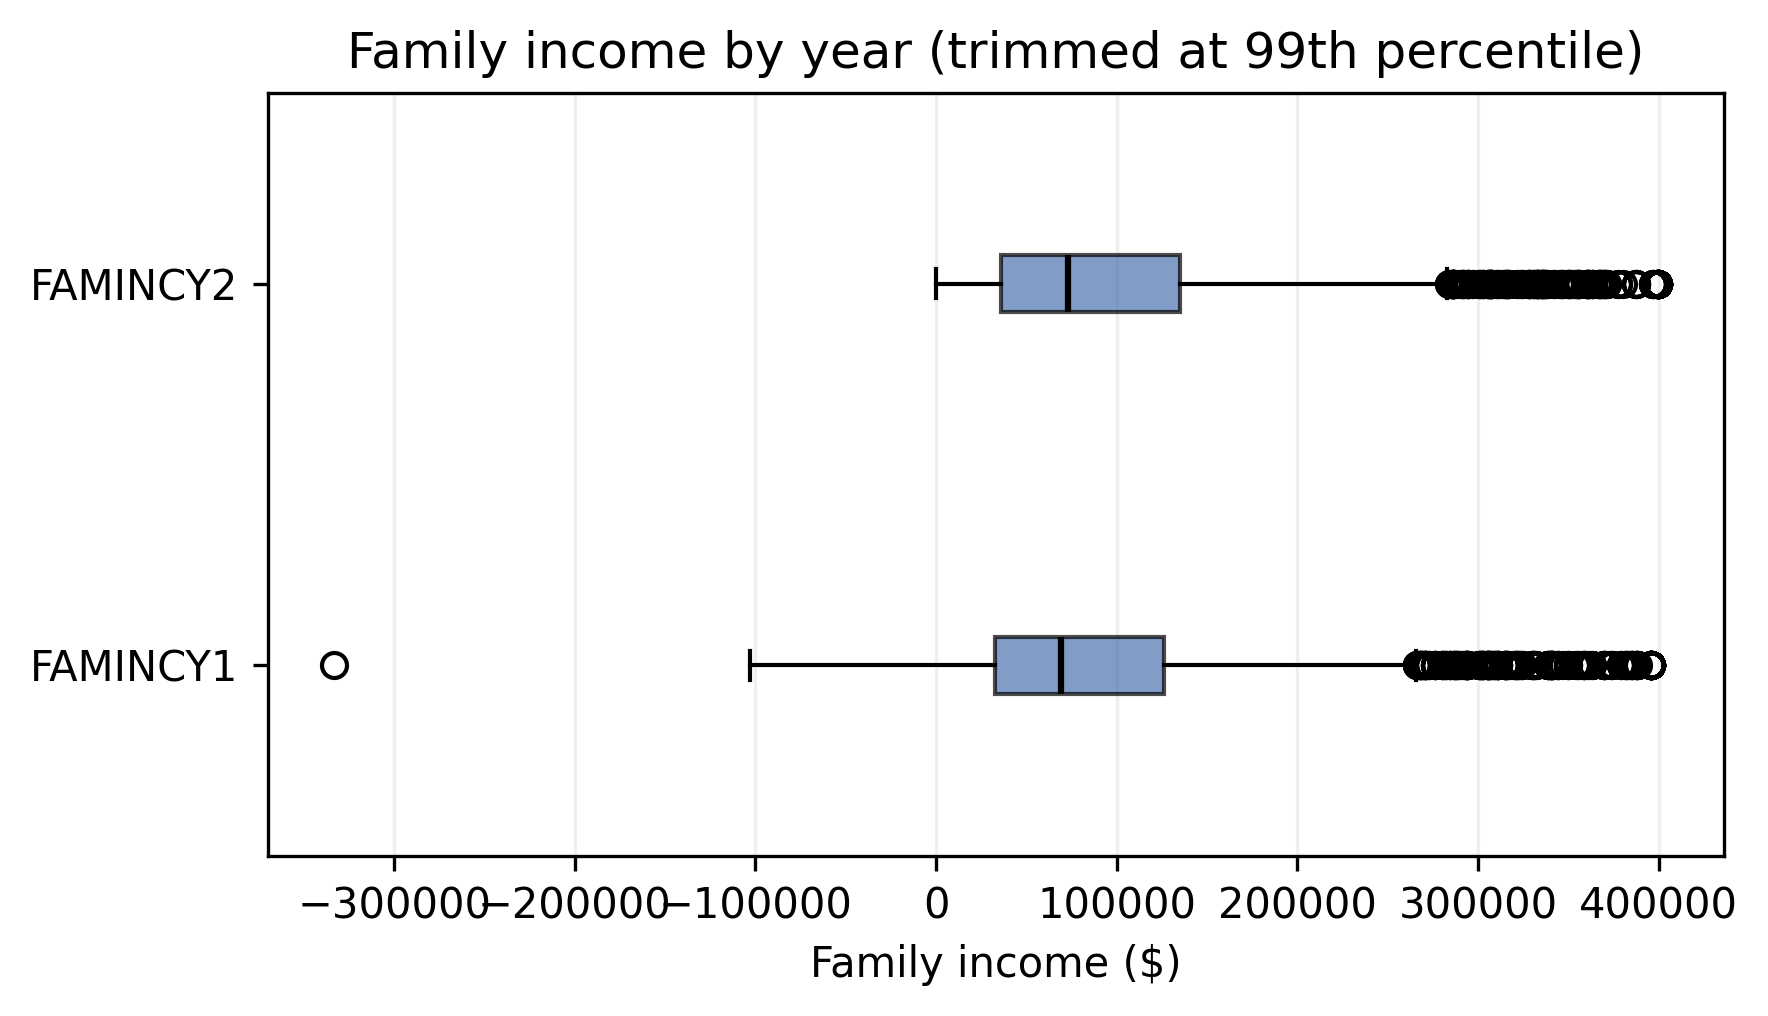 Family income by year (trimmed at 99th percentile)
FAMINCY2
FAMINCY1
−300000 −200000 −100000 0 100000 200000 300000 400000
Family income ($)